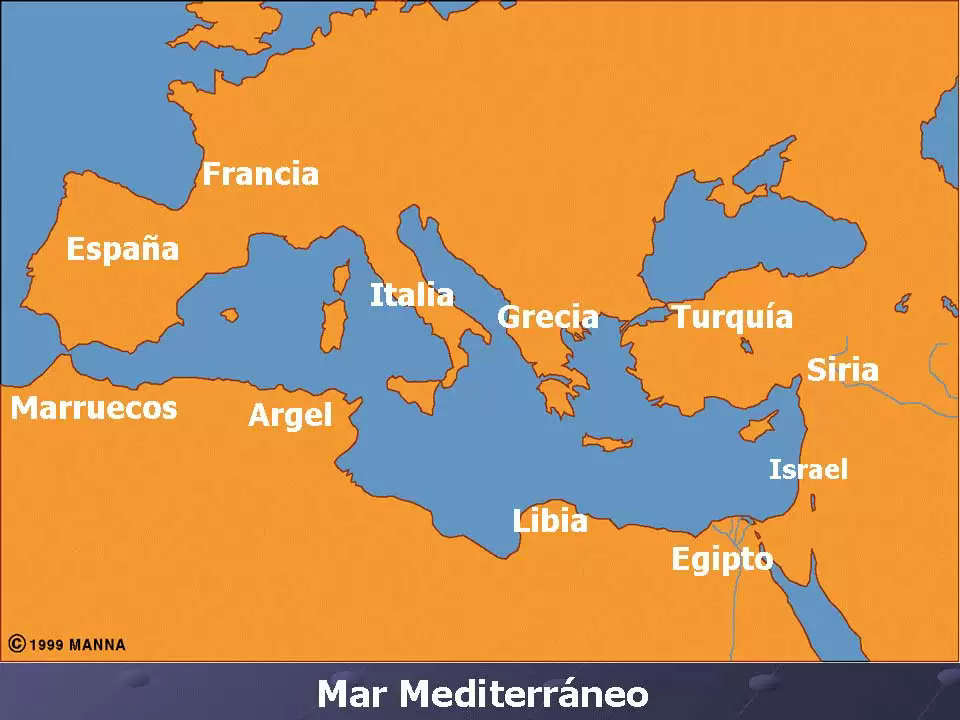 Francia
España
Italia
Grecia
Turquía
Siria
Marruecos
Argel
Israel
Libia
Egipto
© 1999 MANNA
Mar Mediterráneo